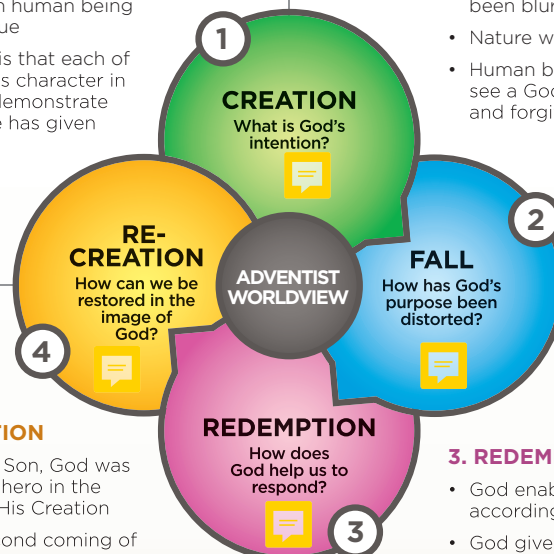 human being
ue
is that each of
s character in
demonstrate
e has given
been blur
• Nature w
• Human b
see a Go
and forgi
1
CREATION
What is God's
intention?
2
FALL
How has God's
purpose been
distorted?
ADVENTIST
WORLDVIEW
RE-
CREATION
How can we be
restored in the
image of
God?
4
REDEMPTION
How does
God help us to
respond?
3
TION
Son, God was
hero in the
His Creation
ond coming of
3. REDEM
• God enab
according
• God give